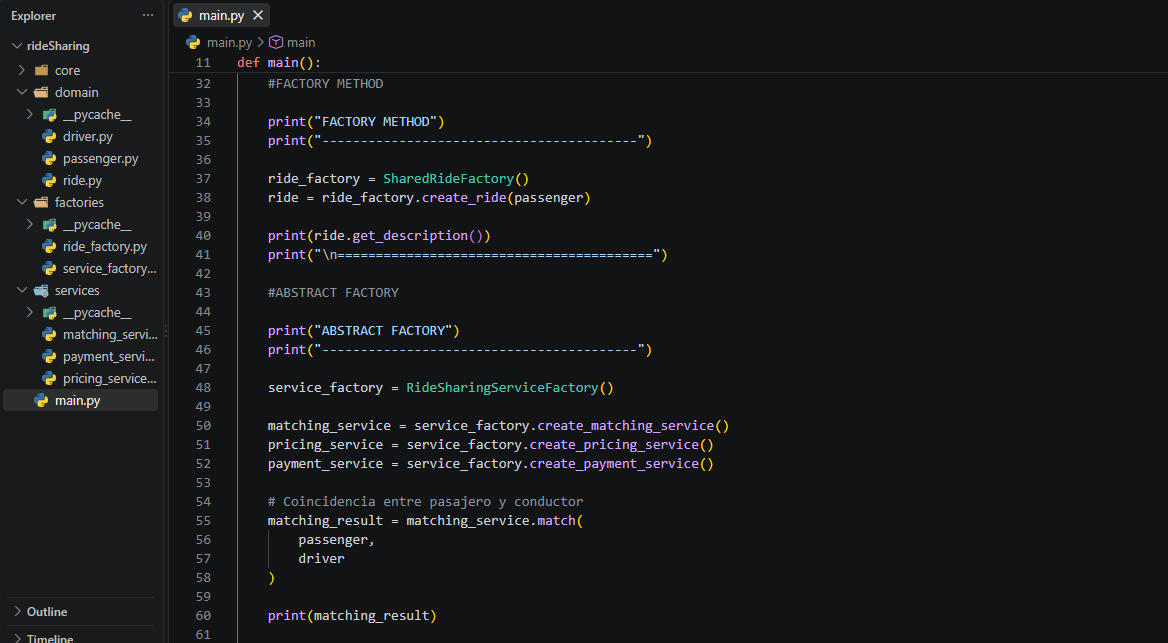 Explorer
rideSharing
core
domain
__pycache__
driver.py
passenger.py
ride.py
factories
__pycache__
ride_factory.py
service_factory...
services
__pycache__
matching_servi...
payment_servi...
pricing_service...
main.py
Outline
Timeline
main.py
main.py > main
11 def main():
32 #FACTORY METHOD
33
34 print("FACTORY METHOD")
35 print("-----------------------------------------")
36
37 ride_factory = SharedRideFactory()
38 ride = ride_factory.create_ride(passenger)
39
40 print(ride.get_description())
41 print("\n=========================================")
42
43 #ABSTRACT FACTORY
44
45 print("ABSTRACT FACTORY")
46 print("-----------------------------------------")
47
48 service_factory = RideSharingServiceFactory()
49
50 matching_service = service_factory.create_matching_service()
51 pricing_service = service_factory.create_pricing_service()
52 payment_service = service_factory.create_payment_service()
53
54 # Coincidencia entre pasajero y conductor
55 matching_result = matching_service.match(
56 passenger,
57 driver
58 )
59
60 print(matching_result)
61